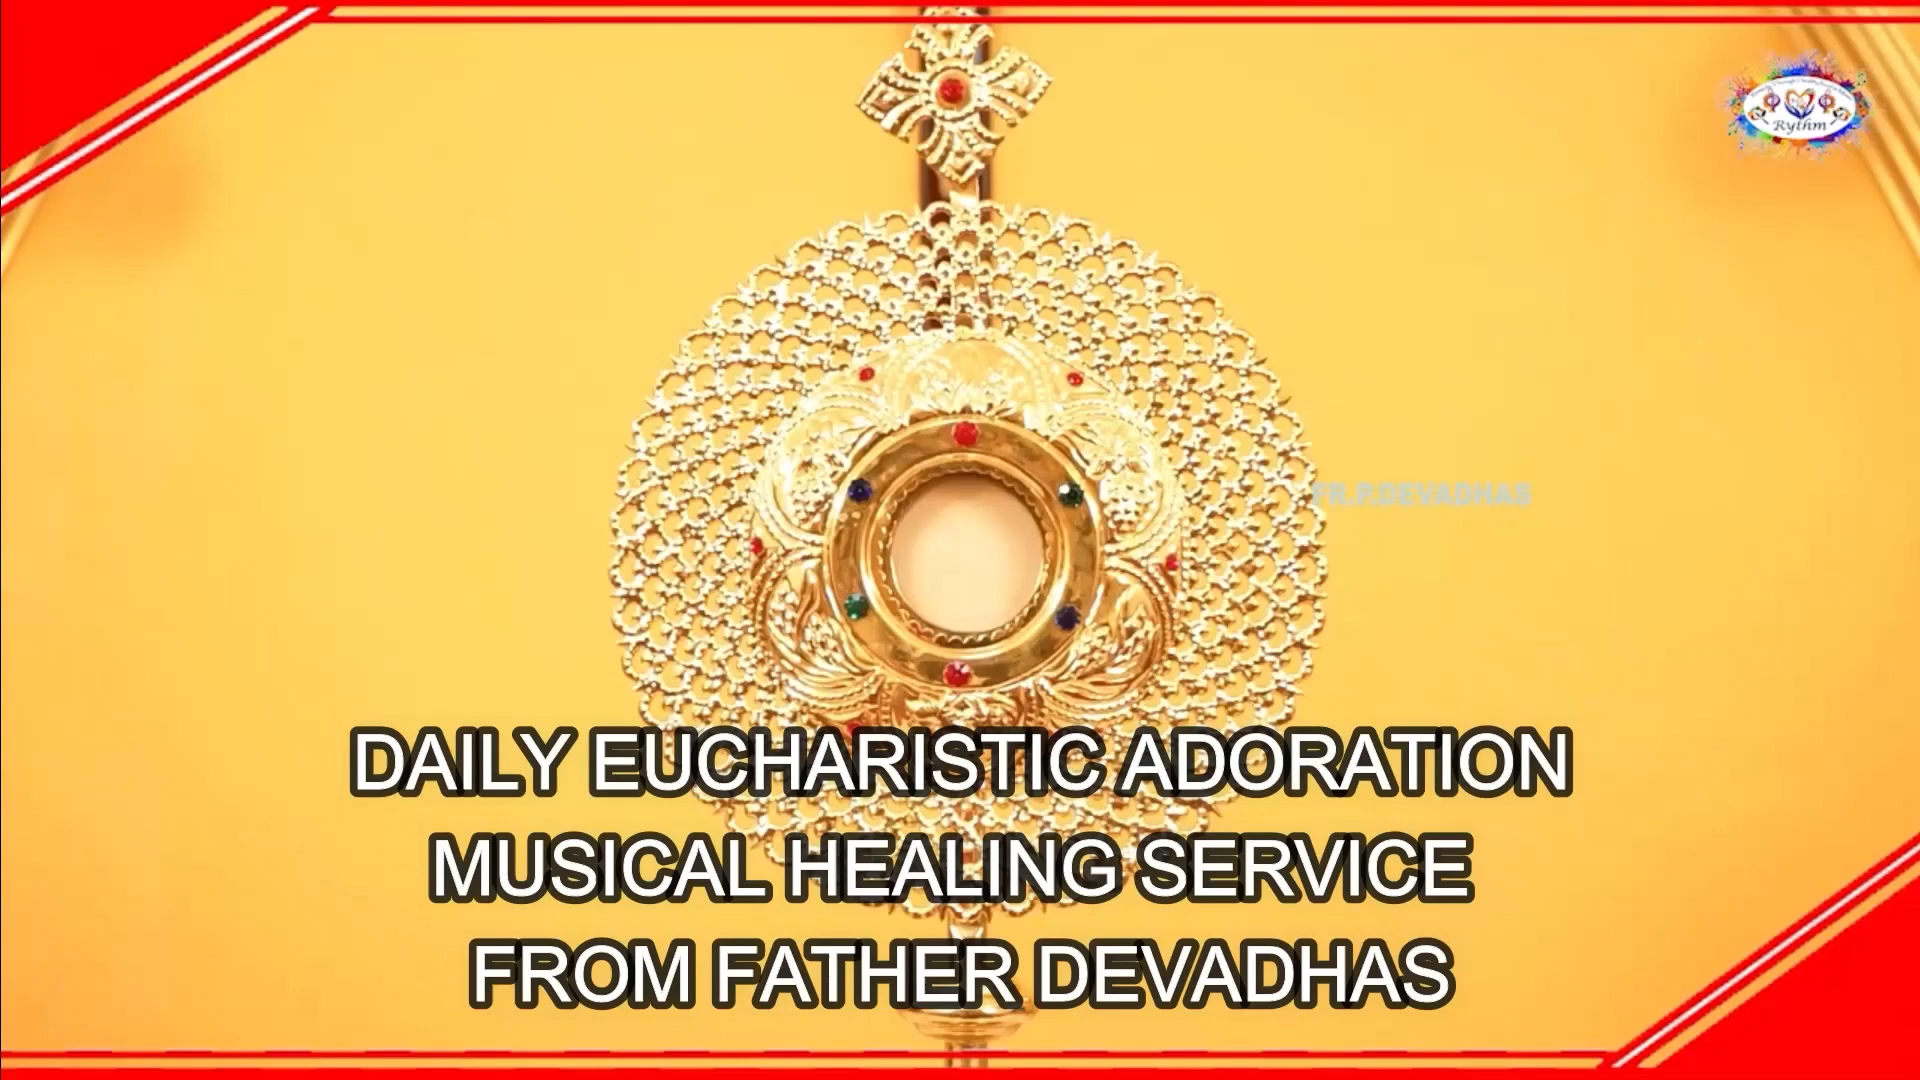 Rythm
FR.P.DEVADHAS
DAILY EUCHARISTIC ADORATION
MUSICAL HEALING SERVICE
FROM FATHER DEVADHAS